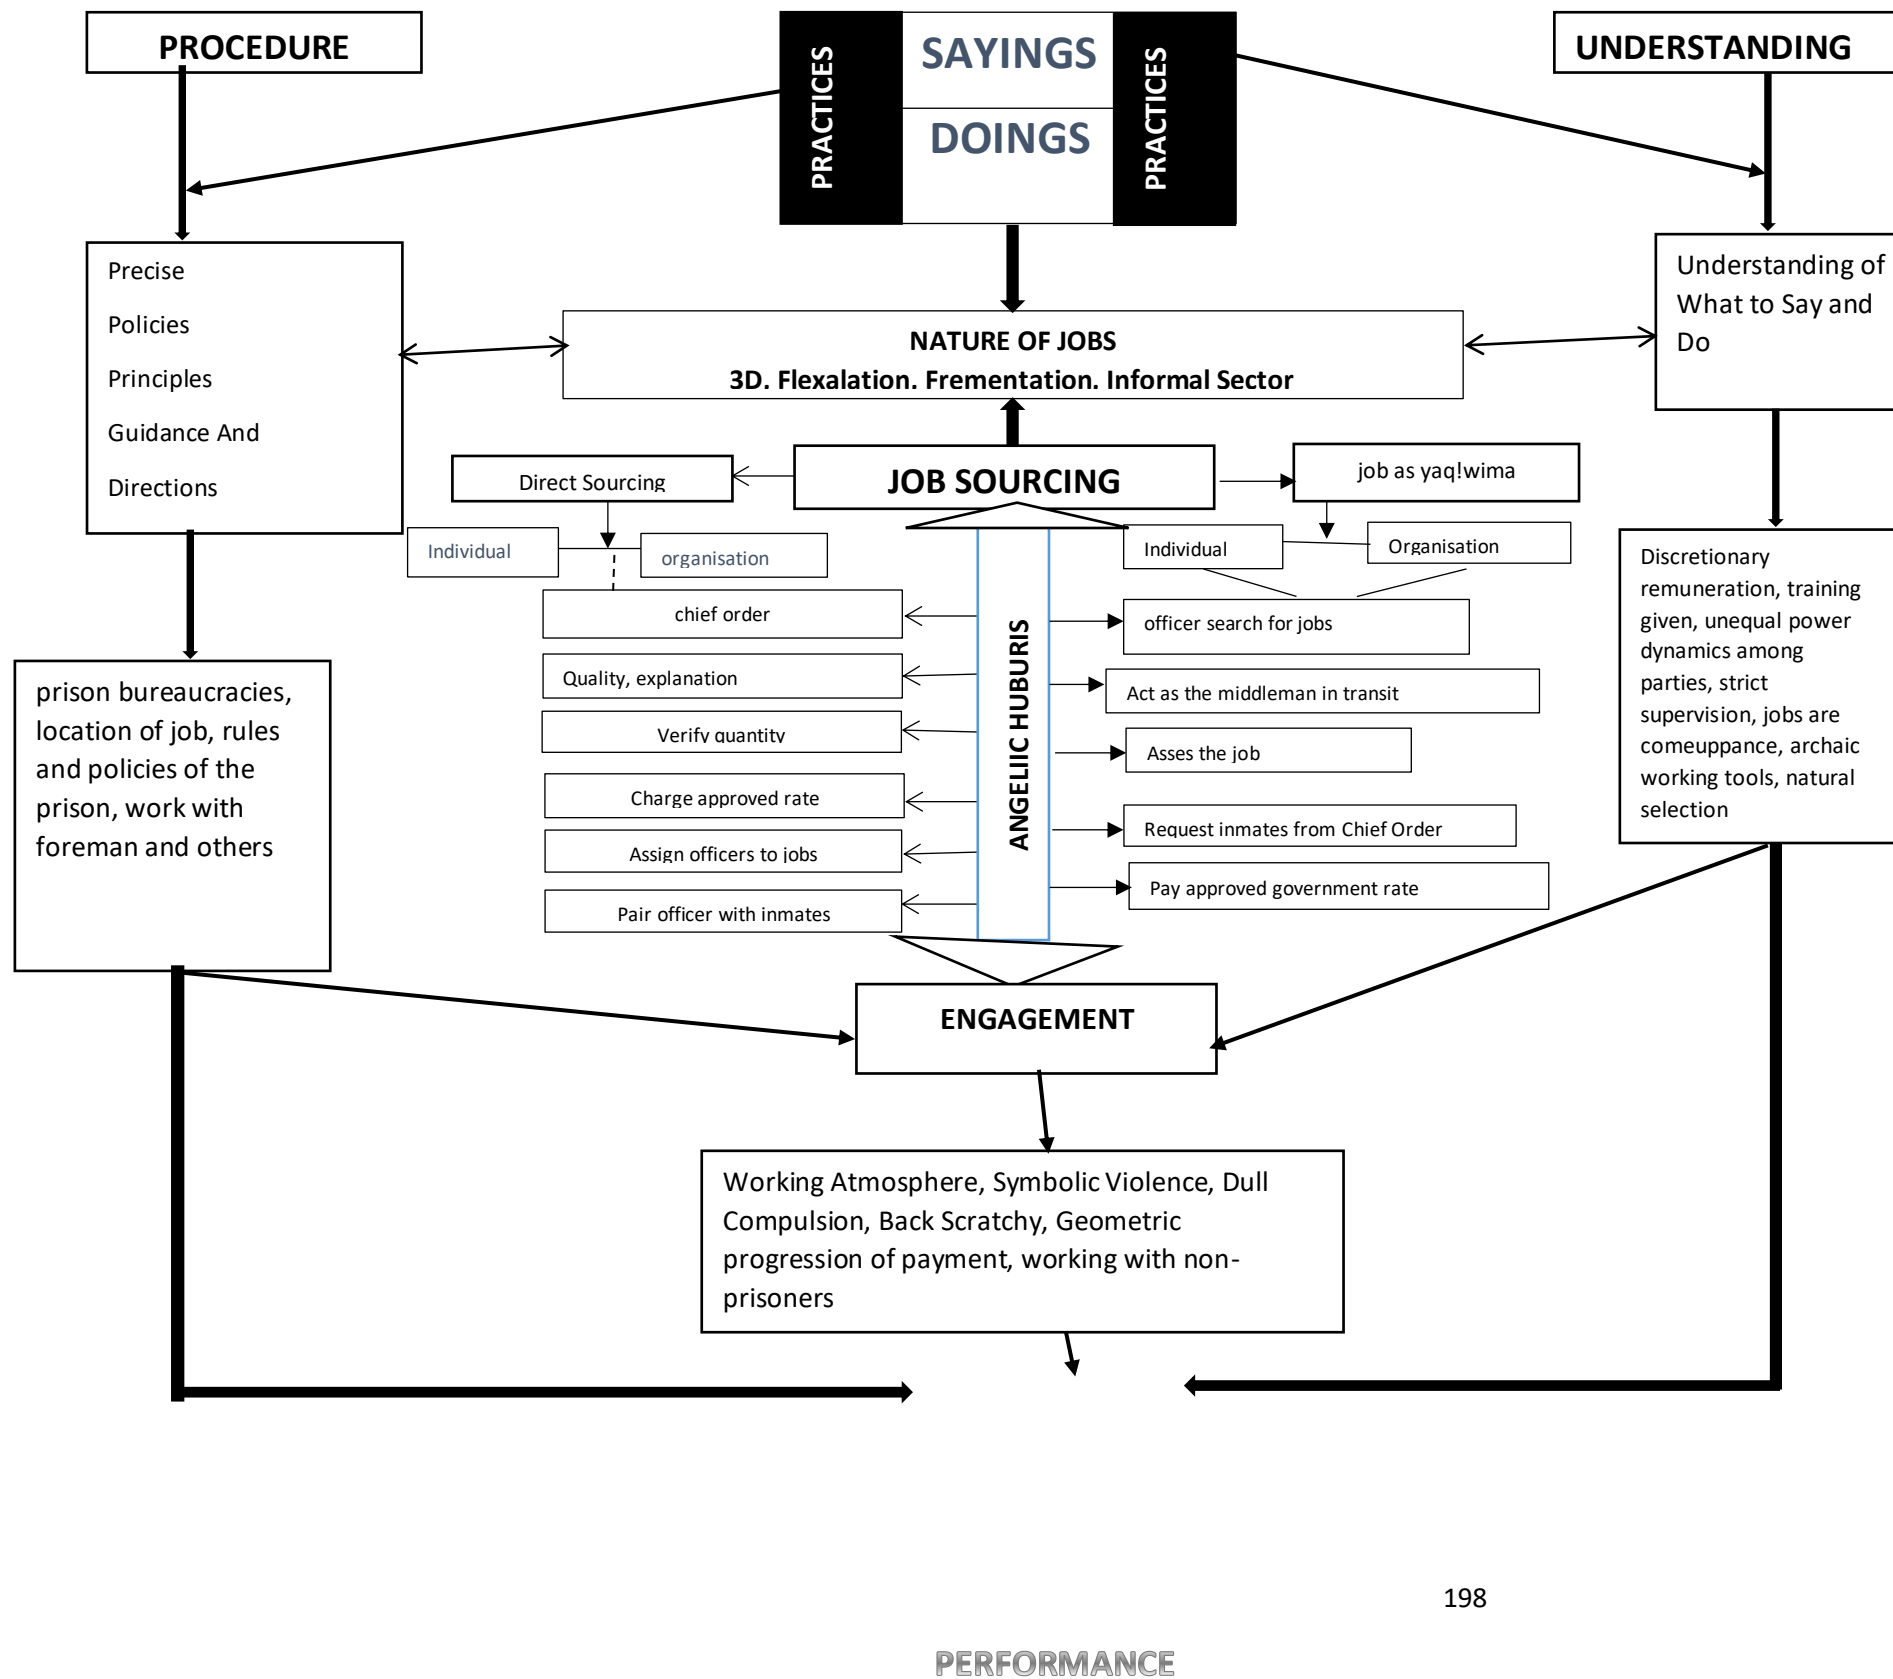 PROCEDURE
PRACTICES
SAYINGS
DOINGS
PRACTICES
UNDERSTANDING
Precise
Policies
Principles
Guidance And
Directions
NATURE OF JOBS
3D. Flexalation. Frementation. Informal Sector
Understanding of
What to Say and
Do
JOB SOURCING
Direct Sourcing
Individual
organisation
job as yaq!wima
Individual
Organisation
ANGELIIC HUBURIS
chief order
Quality, explanation
Verify quantity
Charge approved rate
Assign officers to jobs
Pair officer with inmates
officer search for jobs
Act as the middleman in transit
Asses the job
Request inmates from Chief Order
Pay approved government rate
prison bureaucracies,
location of job, rules
and policies of the
prison, work with
foreman and others
Discretionary
remuneration, training
given, unequal power
dynamics among
parties, strict
supervision, jobs are
comeuppance, archaic
working tools, natural
selection
ENGAGEMENT
Working Atmosphere, Symbolic Violence, Dull
Compulsion, Back Scratchy, Geometric
progression of payment, working with non-
prisoners
198
PERFORMANCE